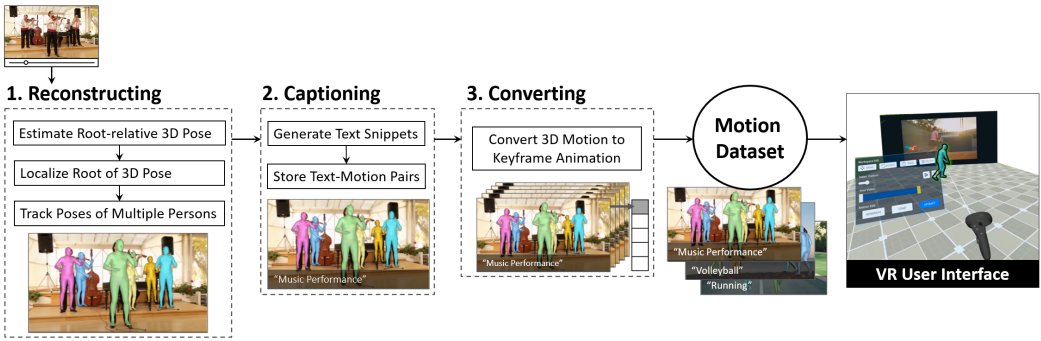 1. Reconstructing
Estimate Root-relative 3D Pose
Localize Root of 3D Pose
Track Poses of Multiple Persons
2. Captioning
Generate Text Snippets
Store Text-Motion Pairs
"Music Performance"
3. Converting
Convert 3D Motion to
Keyframe Animation
"Music Performance"
Motion
Dataset
"Music Performance"
"Volleyball"
"Running"
VR User Interface